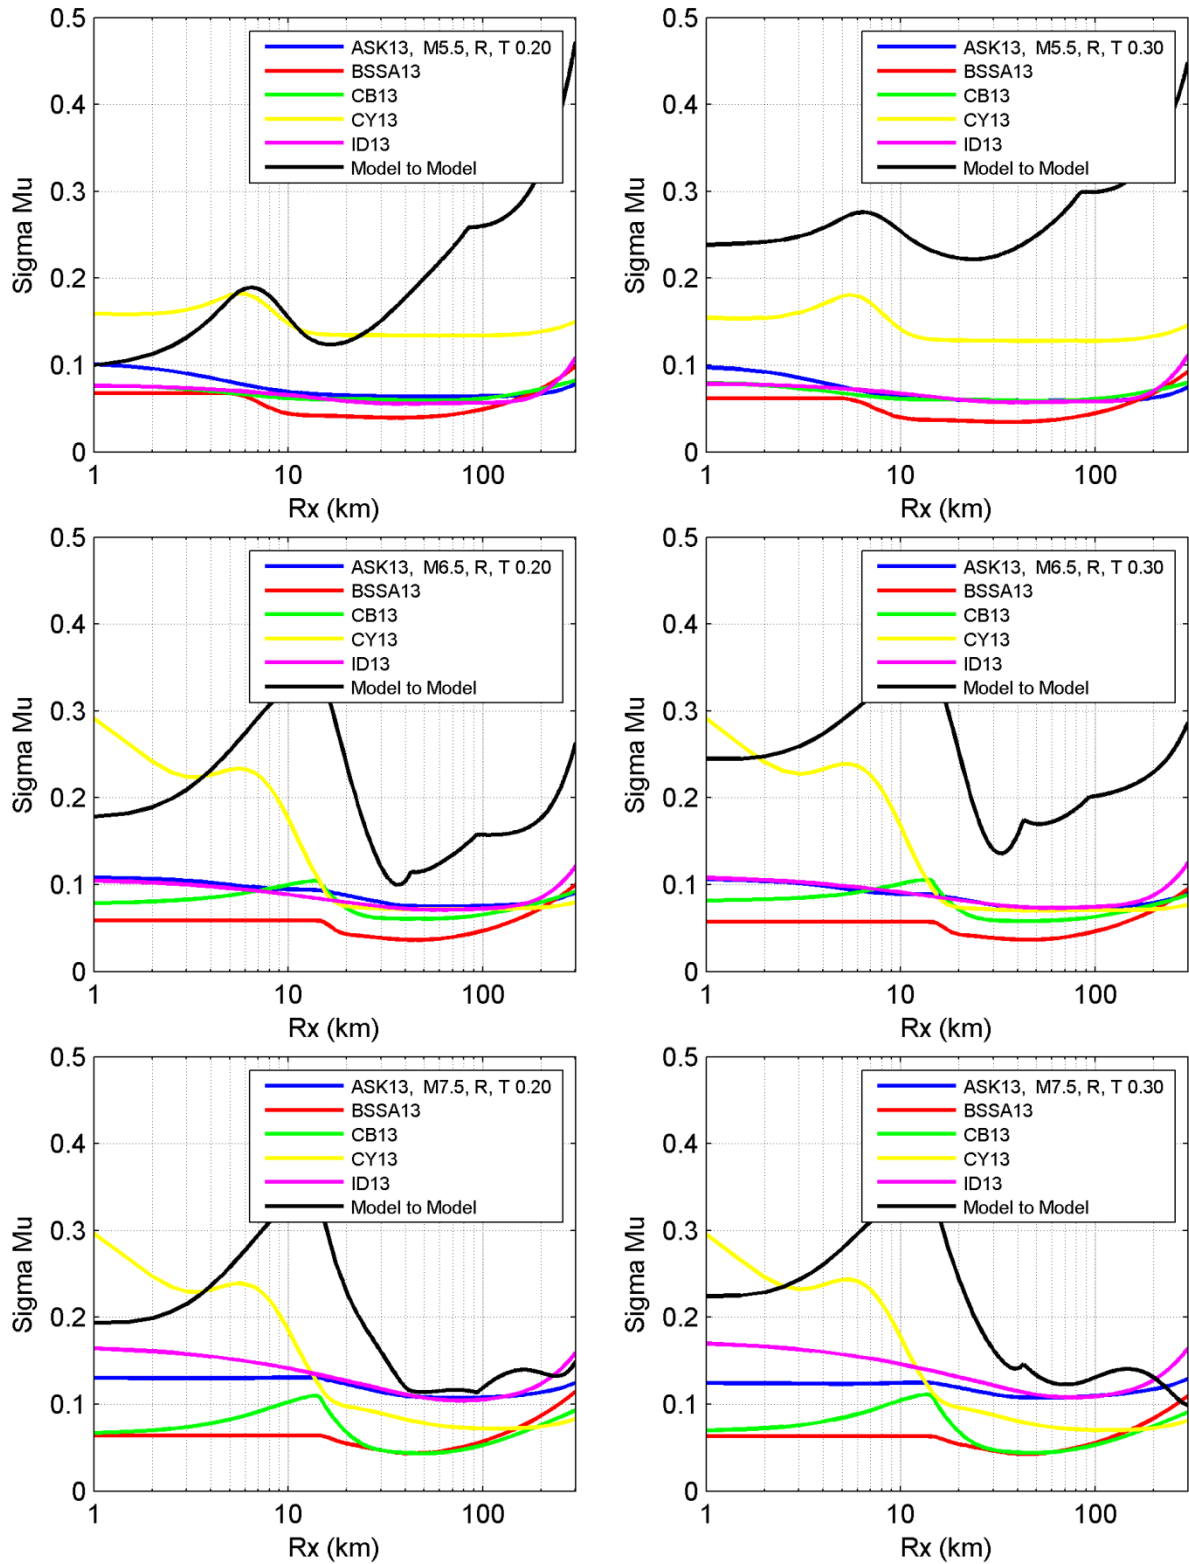 0.5
0.4
0.3
0.2
0.1
0
Sigma Mu
ASK13, M5.5, R, T 0.20
BSSA13
CB13
CY13
ID13
Model to Model
1
10
100
Rx (km)
0.5
0.4
0.3
0.2
0.1
0
Sigma Mu
ASK13, M5.5, R, T 0.30
BSSA13
CB13
CY13
ID13
Model to Model
1
10
100
Rx (km)
0.5
0.4
0.3
0.2
0.1
0
Sigma Mu
ASK13, M6.5, R, T 0.20
BSSA13
CB13
CY13
ID13
Model to Model
1
10
100
Rx (km)
0.5
0.4
0.3
0.2
0.1
0
Sigma Mu
ASK13, M6.5, R, T 0.30
BSSA13
CB13
CY13
ID13
Model to Model
1
10
100
Rx (km)
0.5
0.4
0.3
0.2
0.1
0
Sigma Mu
ASK13, M7.5, R, T 0.20
BSSA13
CB13
CY13
ID13
Model to Model
1
10
100
Rx (km)
0.5
0.4
0.3
0.2
0.1
0
Sigma Mu
ASK13, M7.5, R, T 0.30
BSSA13
CB13
CY13
ID13
Model to Model
1
10
100
Rx (km)